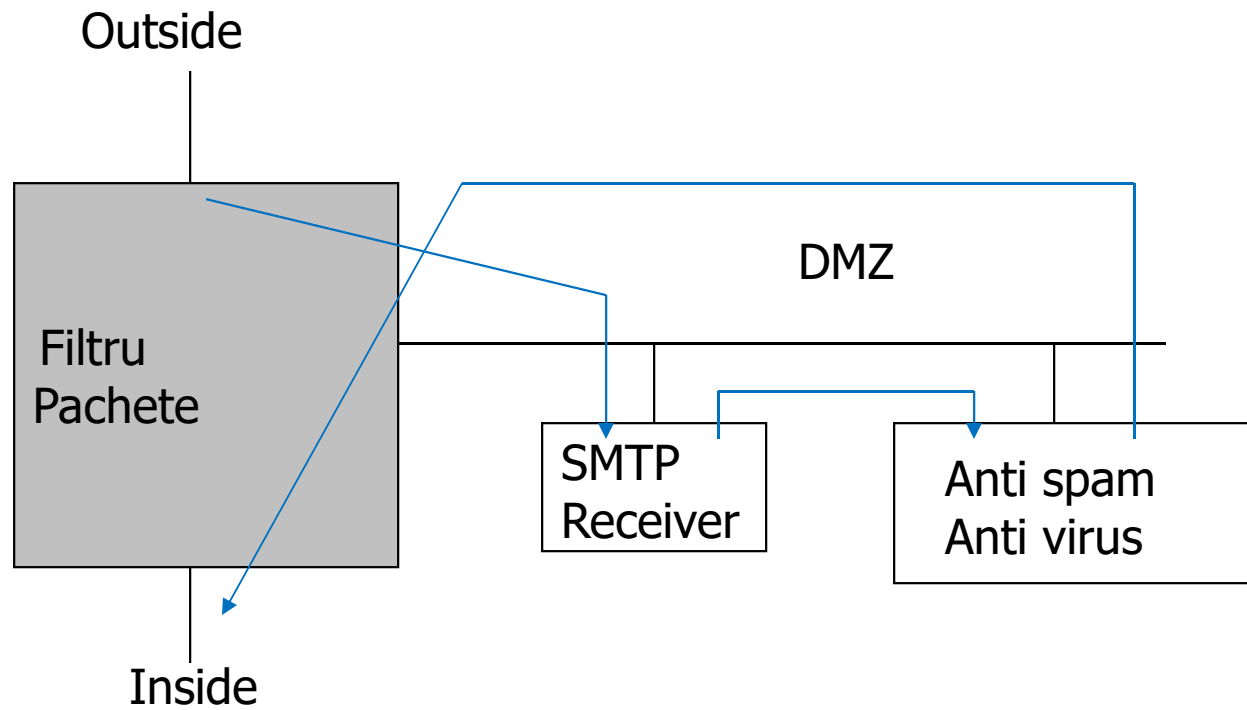 Outside
DMZ
Filtru
Pachete
SMTP
Receiver
Anti spam
Anti virus
Inside